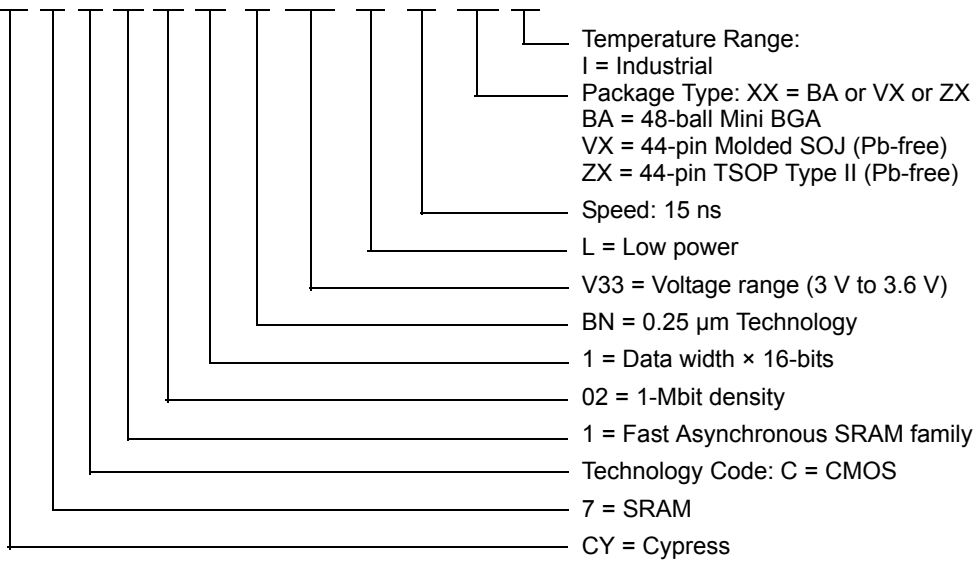 Temperature Range:
I = Industrial
Package Type: XX = BA or VX or ZX
BA = 48-ball Mini BGA
VX = 44-pin Molded SOJ (Pb-free)
ZX = 44-pin TSOP Type II (Pb-free)
Speed: 15 ns
L = Low power
V33 = Voltage range (3 V to 3.6 V)
BN = 0.25 µm Technology
1 = Data width × 16-bits
02 = 1-Mbit density
1 = Fast Asynchronous SRAM family
Technology Code: C = CMOS
7 = SRAM
CY = Cypress